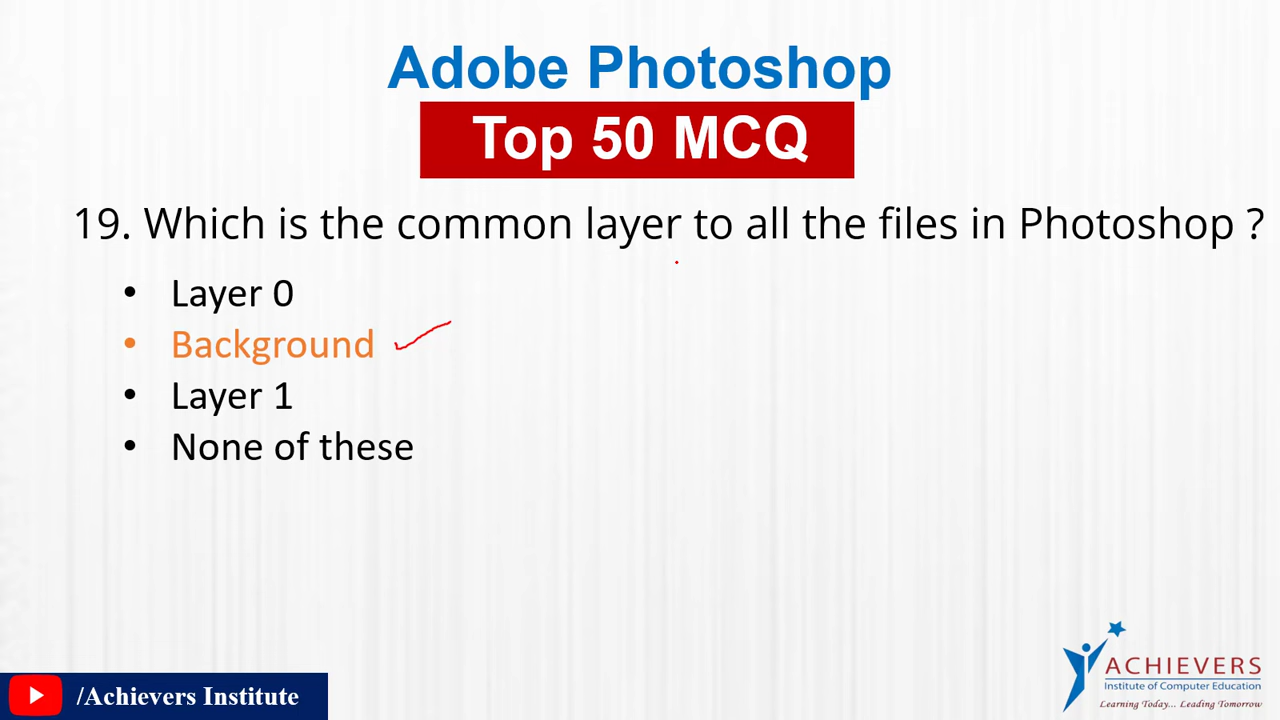 Adobe Photoshop
Top 50 MCQ
19. Which is the common layer to all the files in Photoshop ?
• Layer 0
• Background
• Layer 1
• None of these
/Achievers Institute
ACHIEVERS
Institute of Computer Education
Learning Today... Leading Tomorrow